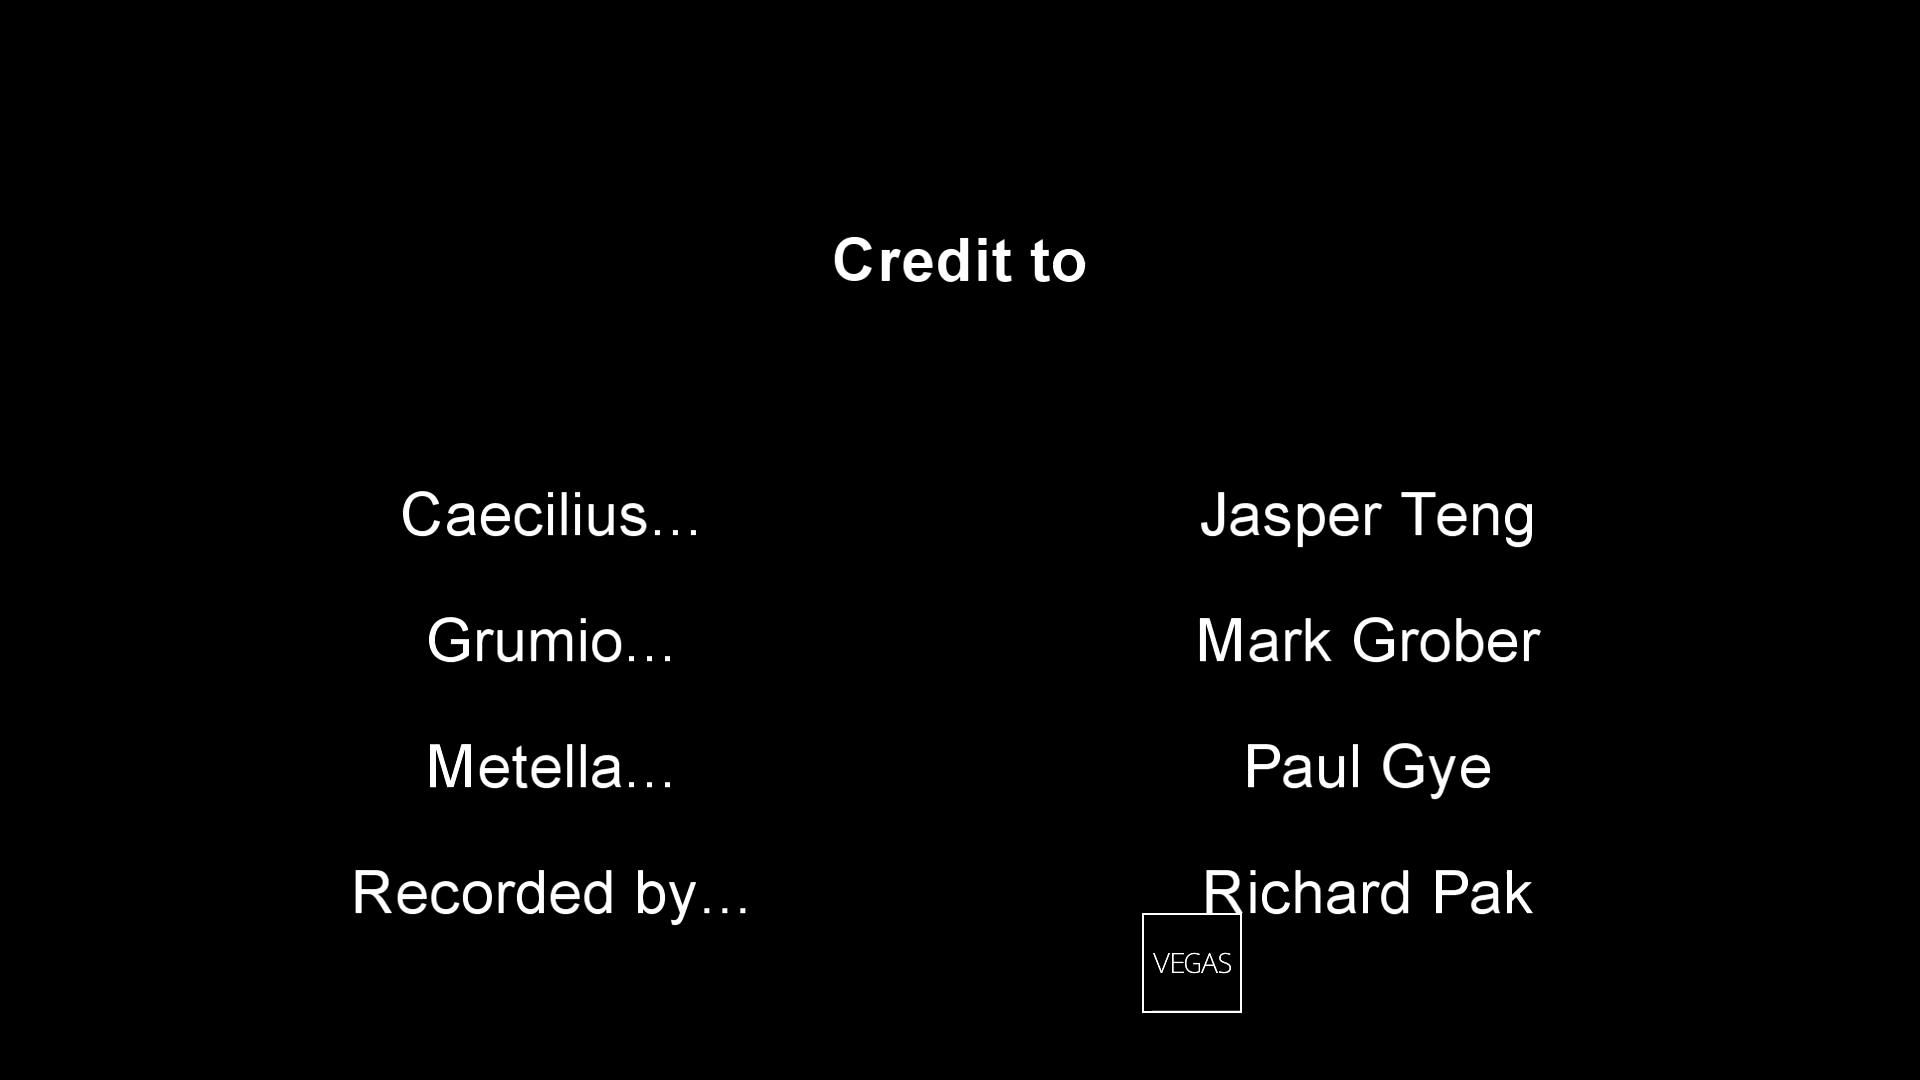 Credit to
Caecilius... Jasper Teng
Grumio... Mark Grober
Metella... Paul Gye
Recorded by... Richard Pak
VEGAS